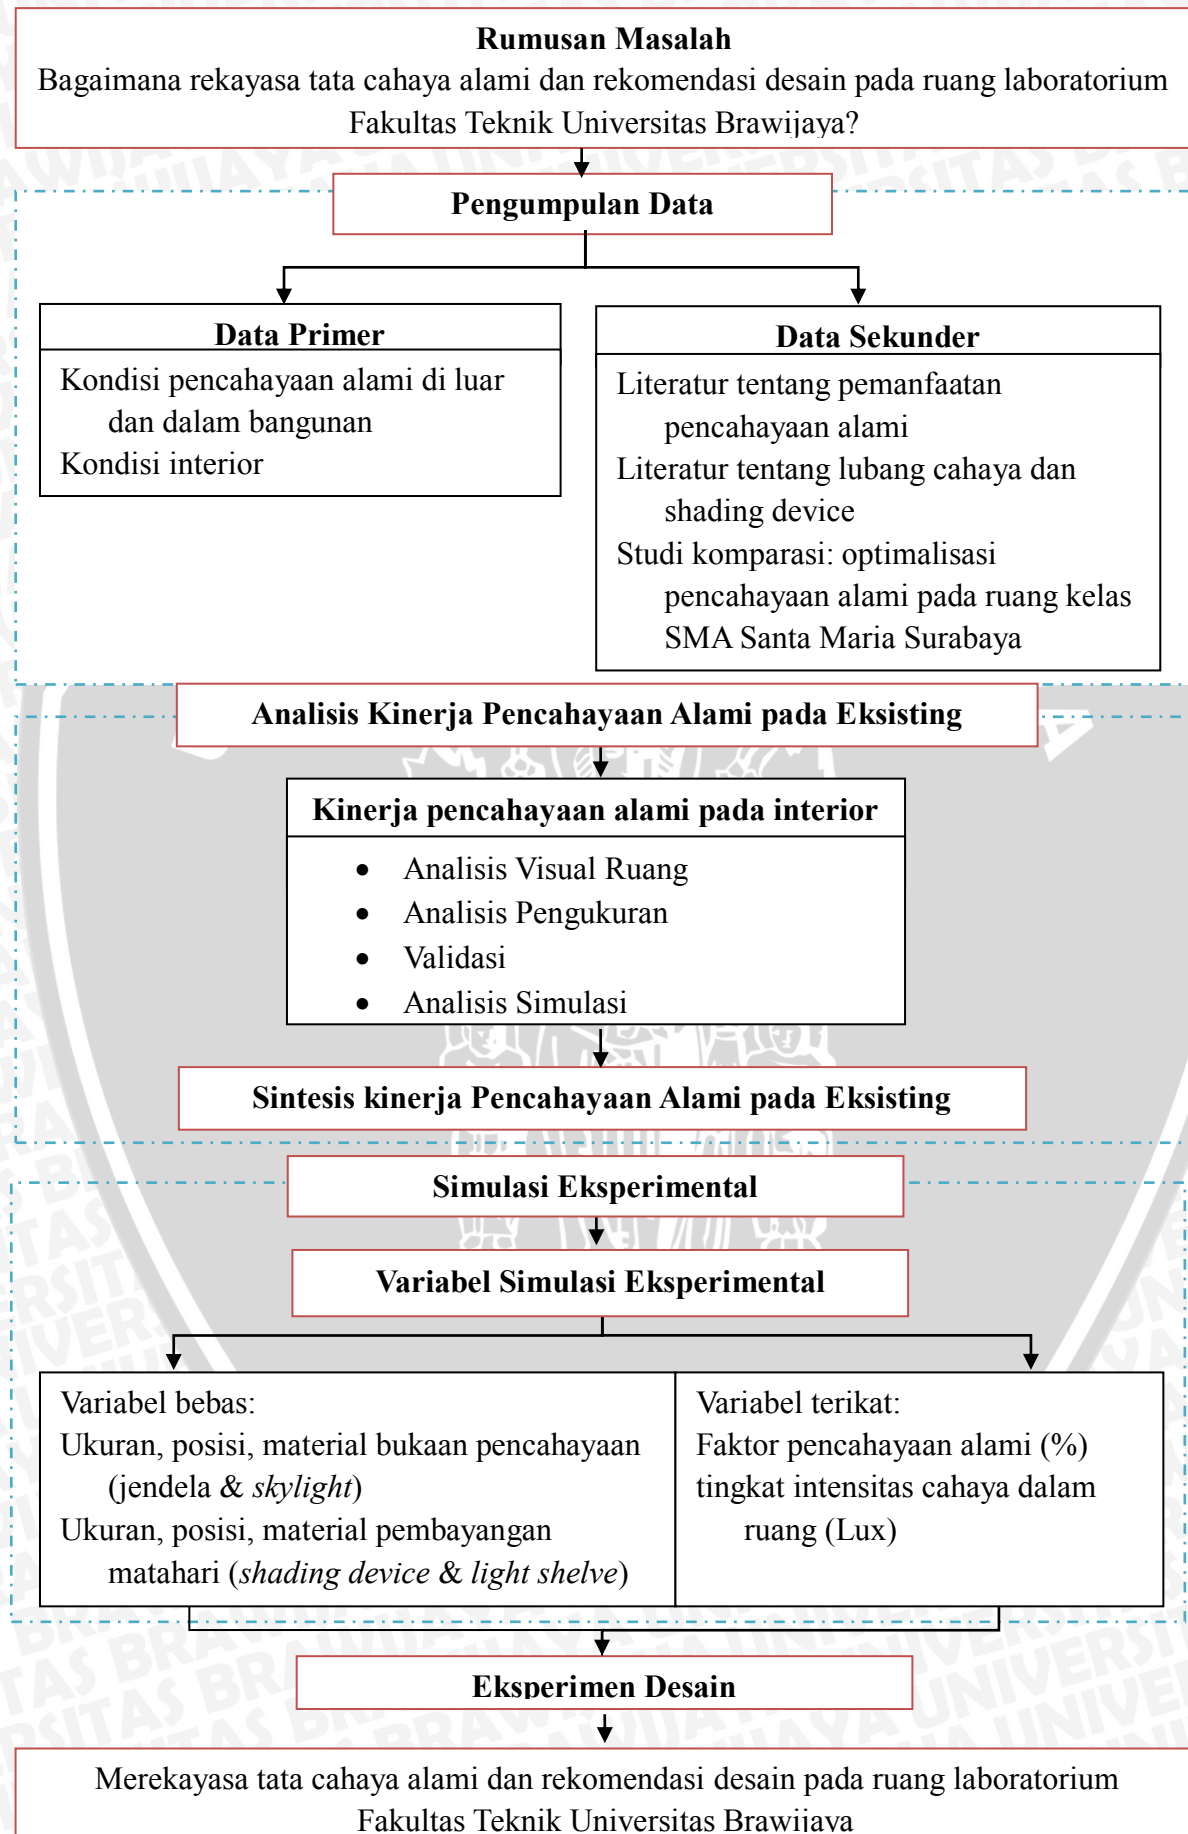 Rumusan Masalah
Bagaimana rekayasa tata cahaya alami dan rekomendasi desain pada ruang laboratorium
Fakultas Teknik Universitas Brawijaya?
Pengumpulan Data
Data Primer
Kondisi pencahayaan alami di luar
dan dalam bangunan
Kondisi interior
Data Sekunder
Literatur tentang pemanfaatan
pencahayaan alami
Literatur tentang lubang cahaya dan
shading device
Studi komparasi: optimalisasi
pencahayaan alami pada ruang kelas
SMA Santa Maria Surabaya
Analisis Kinerja Pencahayaan Alami pada Eksisting
Kinerja pencahayaan alami pada interior
• Analisis Visual Ruang
• Analisis Pengukuran
• Validasi
• Analisis Simulasi
Sintesis kinerja Pencahayaan Alami pada Eksisting
Simulasi Eksperimental
Variabel Simulasi Eksperimental
Variabel bebas:
Ukuran, posisi, material bukaan pencahayaan
(jendela & skylight)
Ukuran, posisi, material pembayangan
matahari (shading device & light shelve)
Variabel terikat:
Faktor pencahayaan alami (%)
tingkat intensitas cahaya dalam
ruang (Lux)
Eksperimen Desain
Merekayasa tata cahaya alami dan rekomendasi desain pada ruang laboratorium
Fakultas Teknik Universitas Brawijaya